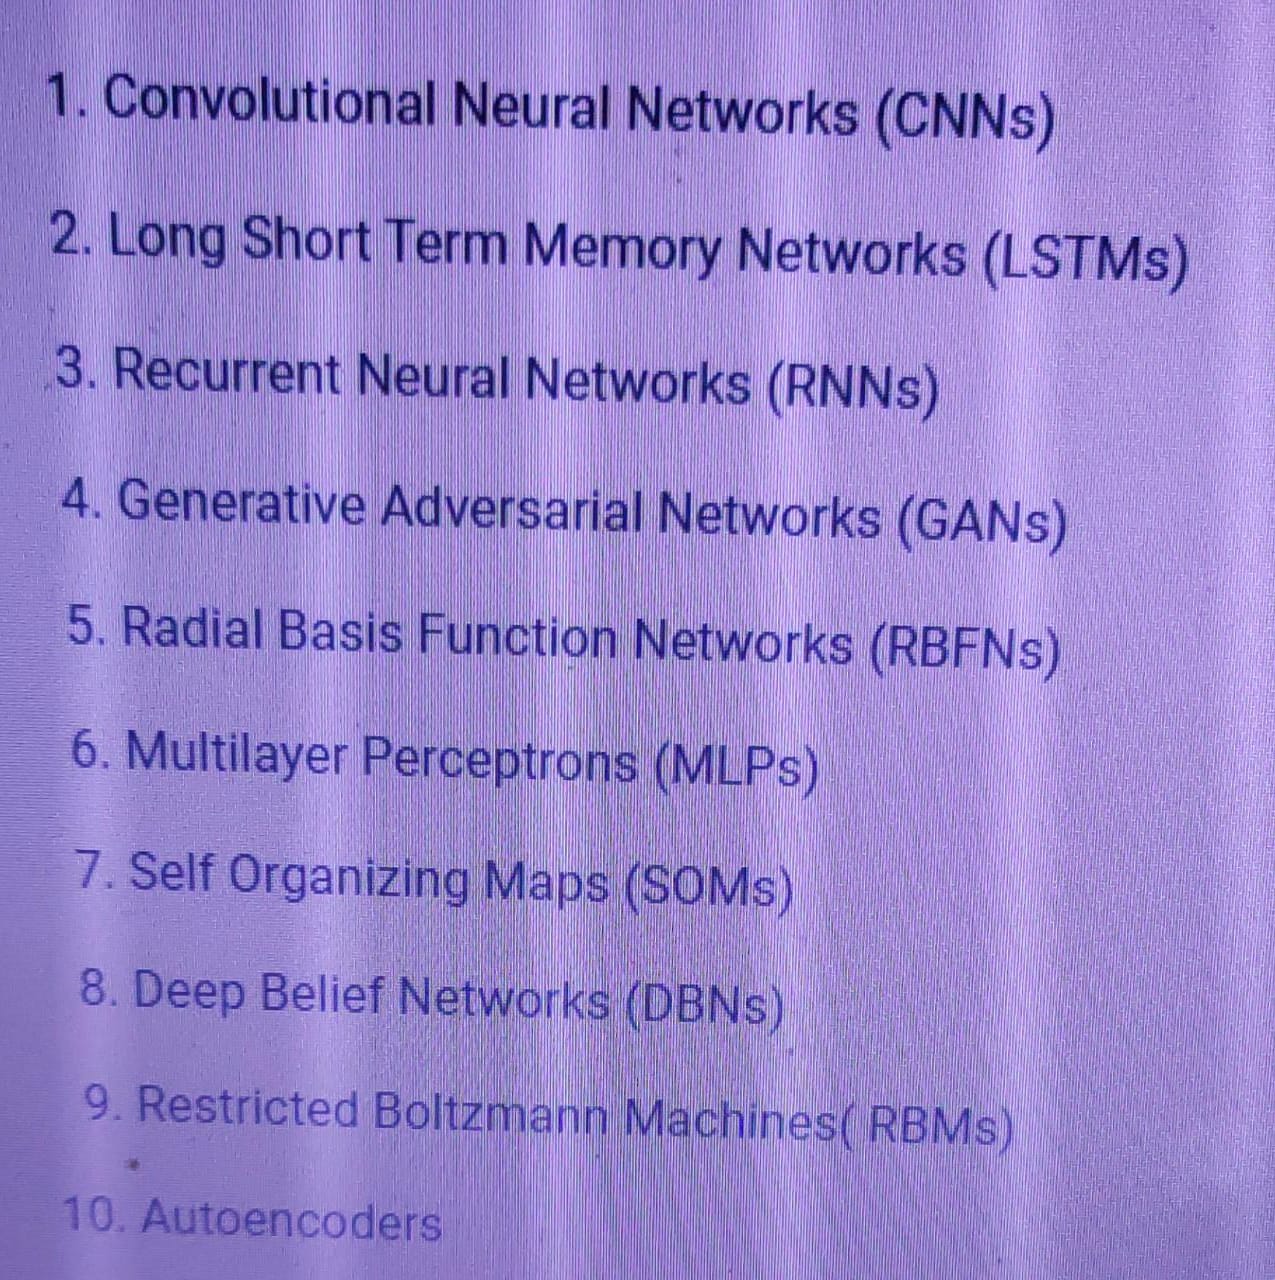 1. Convolutional Neural Networks (CNNs)
2. Long Short Term Memory Networks (LSTMs)
3. Recurrent Neural Networks (RNNs)
4. Generative Adversarial Networks (GANs)
5. Radial Basis Function Networks (RBFNs)
6. Multilayer Perceptrons (MLPs)
7. Self Organizing Maps (SOMs)
8. Deep Belief Networks (DBNs)
9. Restricted Boltzmann Machines( RBMs)
10. Autoencoders